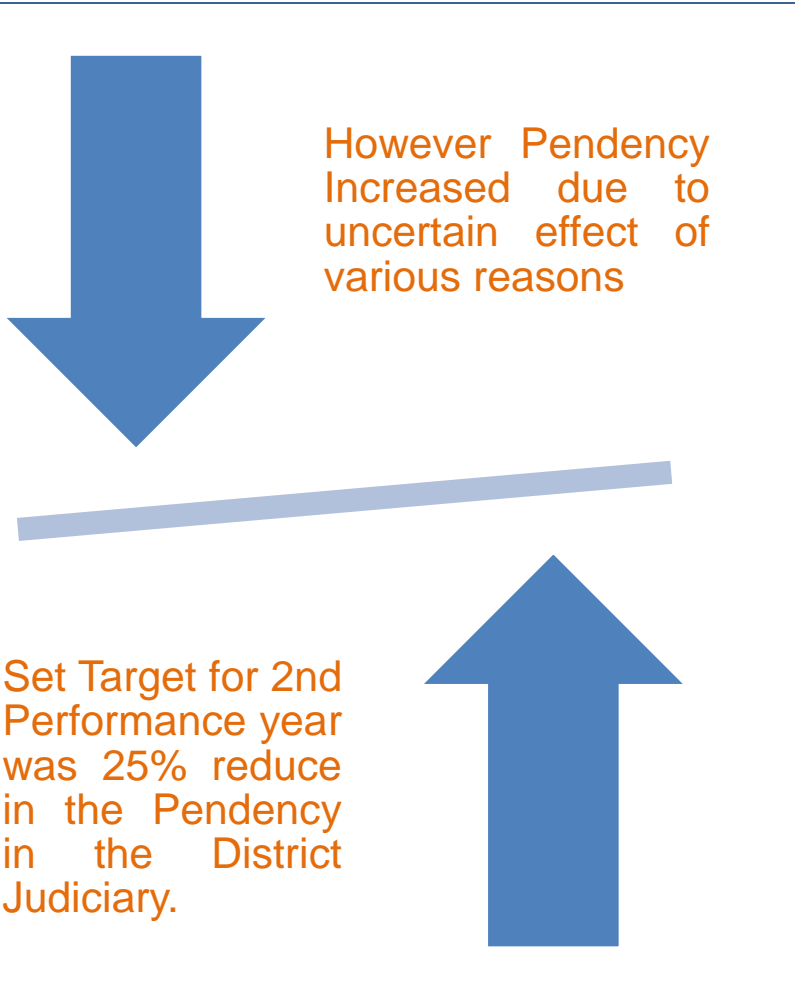 However Pendency
Increased due to
uncertain effect of
various reasons
Set Target for 2nd
Performance year
was 25% reduce
in the Pendency
in the District
Judiciary.